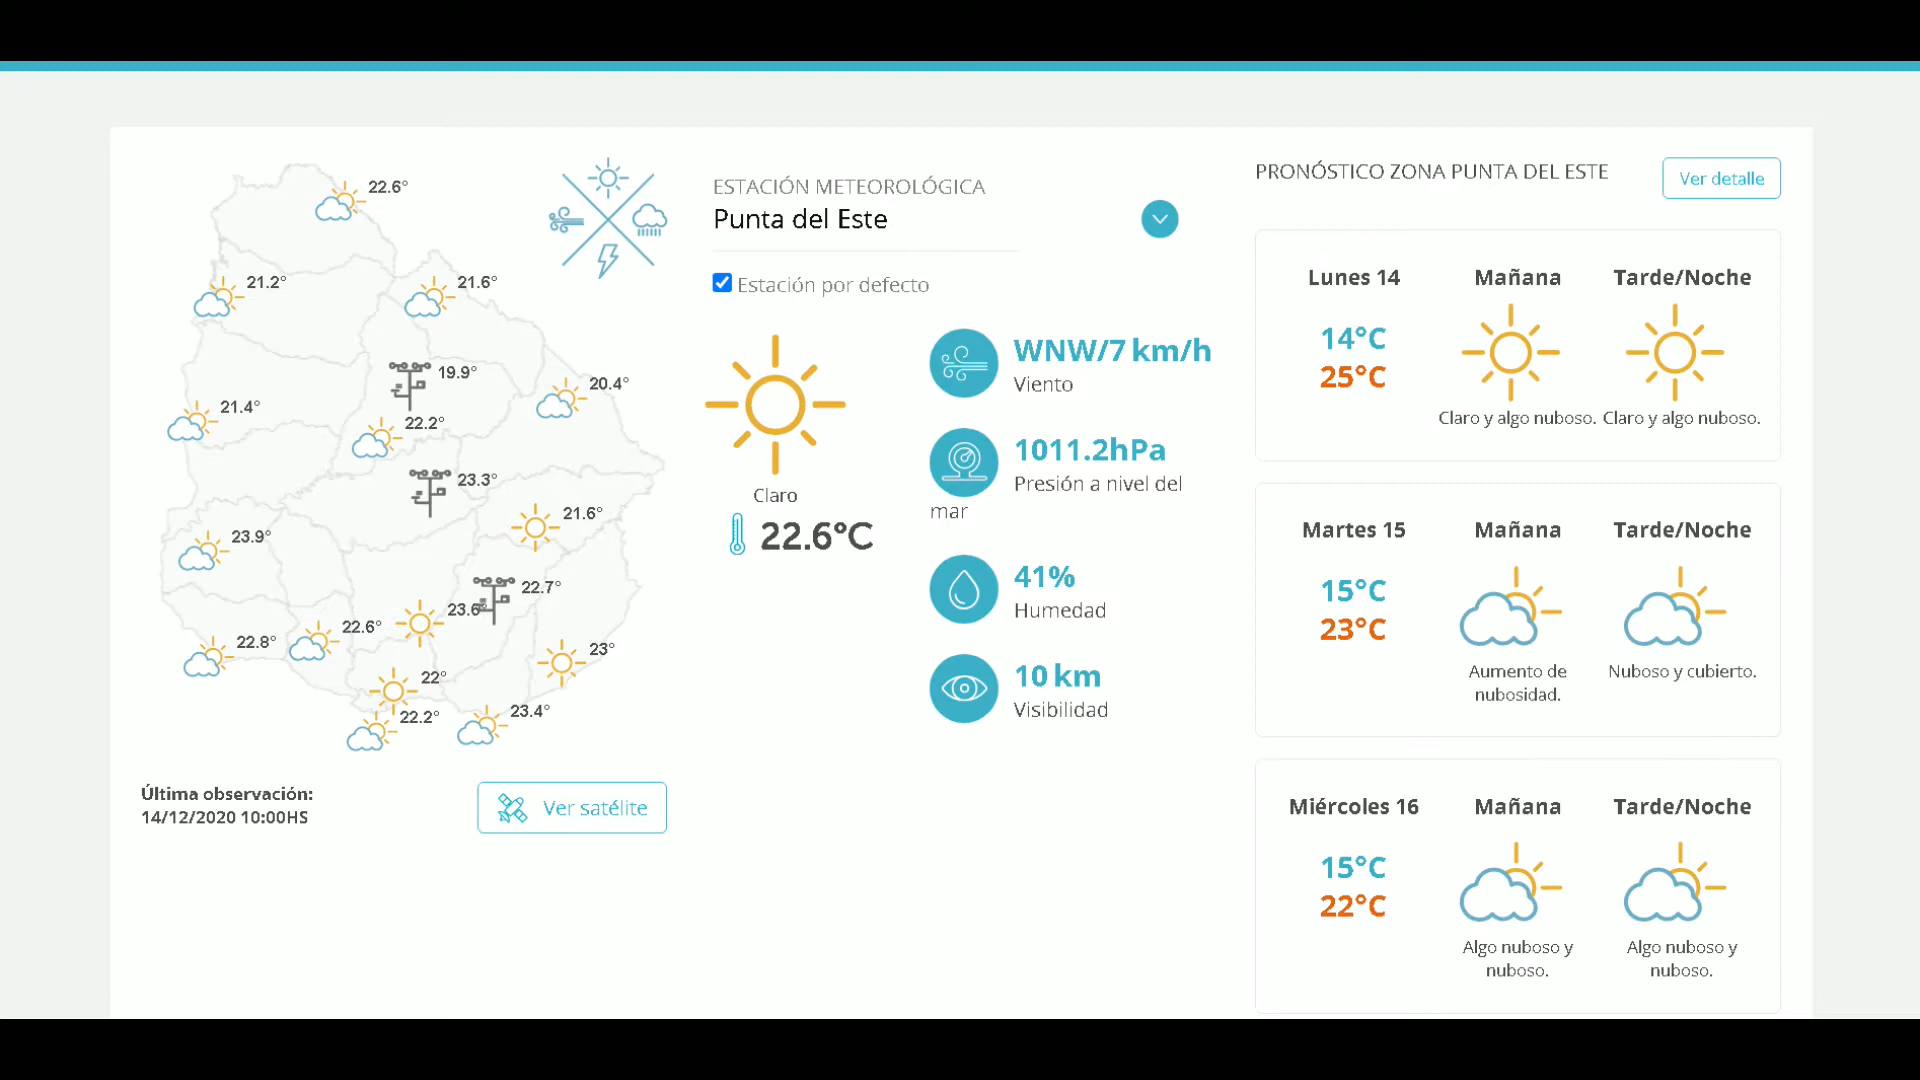 22.6°
21.2°
21.6°
19.9°
20.4°
21.4°
22.2°
23.3°
21.6°
23.9°
22.7°
23.6°
22.6°
22.8°
23°
22°
22.2°
23.4°
Última observación:
14/12/2020 10:00HS
Ver satélite
ESTACIÓN METEOROLÓGICA
Punta del Este
Estación por defecto
Claro
22.6°C
WNW/7 km/h
Viento
1011.2hPa
Presión a nivel del
mar
41%
Humedad
10 km
Visibilidad
PRONÓSTICO ZONA PUNTA DEL ESTE
Ver detalle
Lunes 14 Mañana Tarde/Noche
14°C
25°C
Claro y algo nuboso. Claro y algo nuboso.
Martes 15 Mañana Tarde/Noche
15°C
23°C
Aumento de
nubosidad.
Nuboso y cubierto.
Miércoles 16 Mañana Tarde/Noche
15°C
22°C
Algo nuboso y
nuboso.
Algo nuboso y
nuboso.